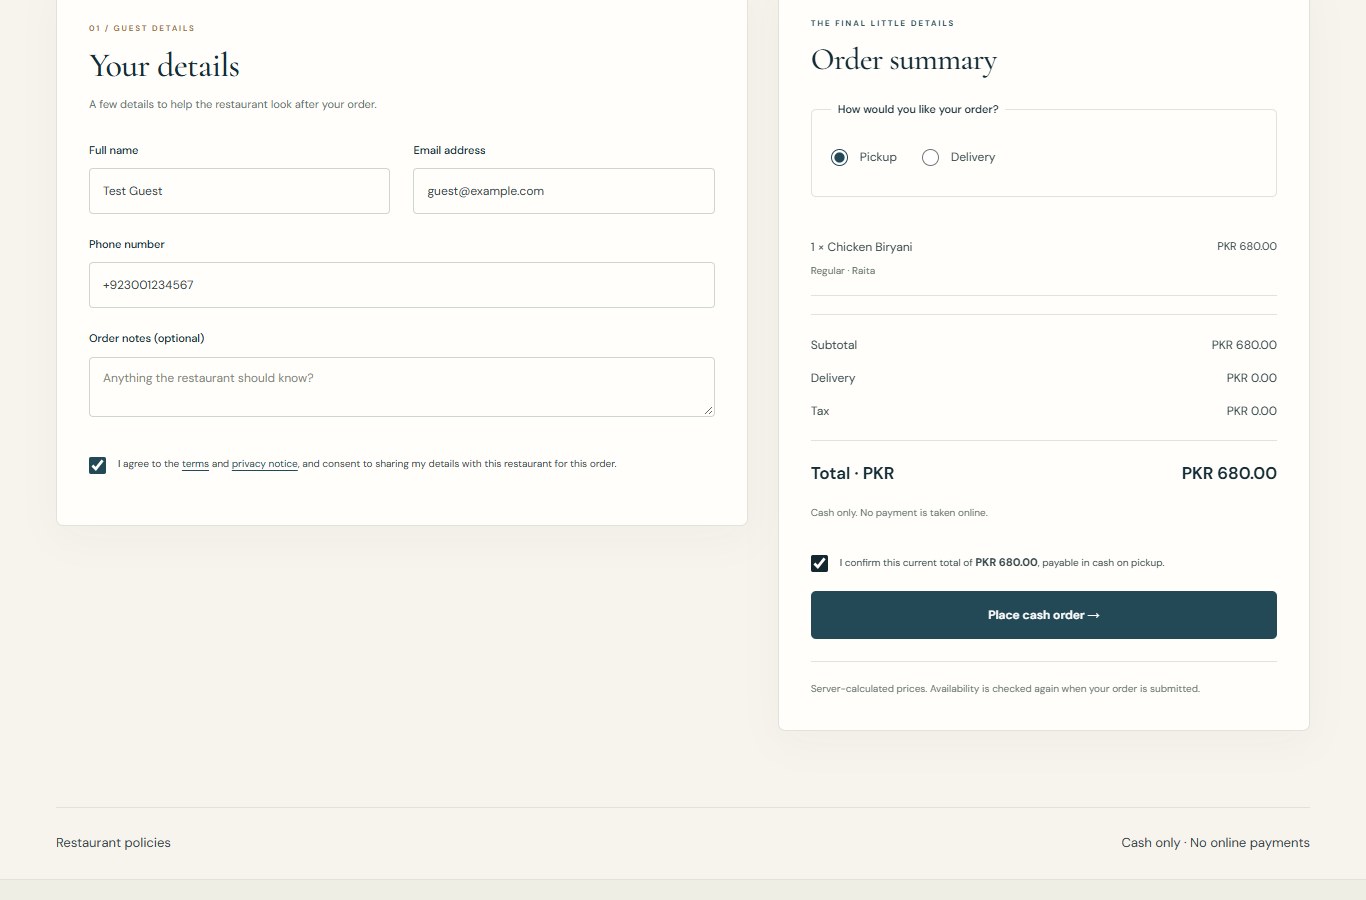 01 / GUEST DETAILS
Your details
A few details to help the restaurant look after your order.
Full name
Email address
Test Guest
guest@example.com
Phone number
+923001234567
Order notes (optional)
Anything the restaurant should know?
I agree to the terms and privacy notice, and consent to sharing my details with this restaurant for this order.
THE FINAL LITTLE DETAILS
Order summary
How would you like your order?
Pickup
Delivery
1 × Chicken Biryani PKR 680.00
Regular · Raita
Subtotal PKR 680.00
Delivery PKR 0.00
Tax PKR 0.00
Total · PKR PKR 680.00
Cash only. No payment is taken online.
I confirm this current total of PKR 680.00, payable in cash on pickup.
Place cash order →
Server-calculated prices. Availability is checked again when your order is submitted.
Restaurant policies
Cash only · No online payments